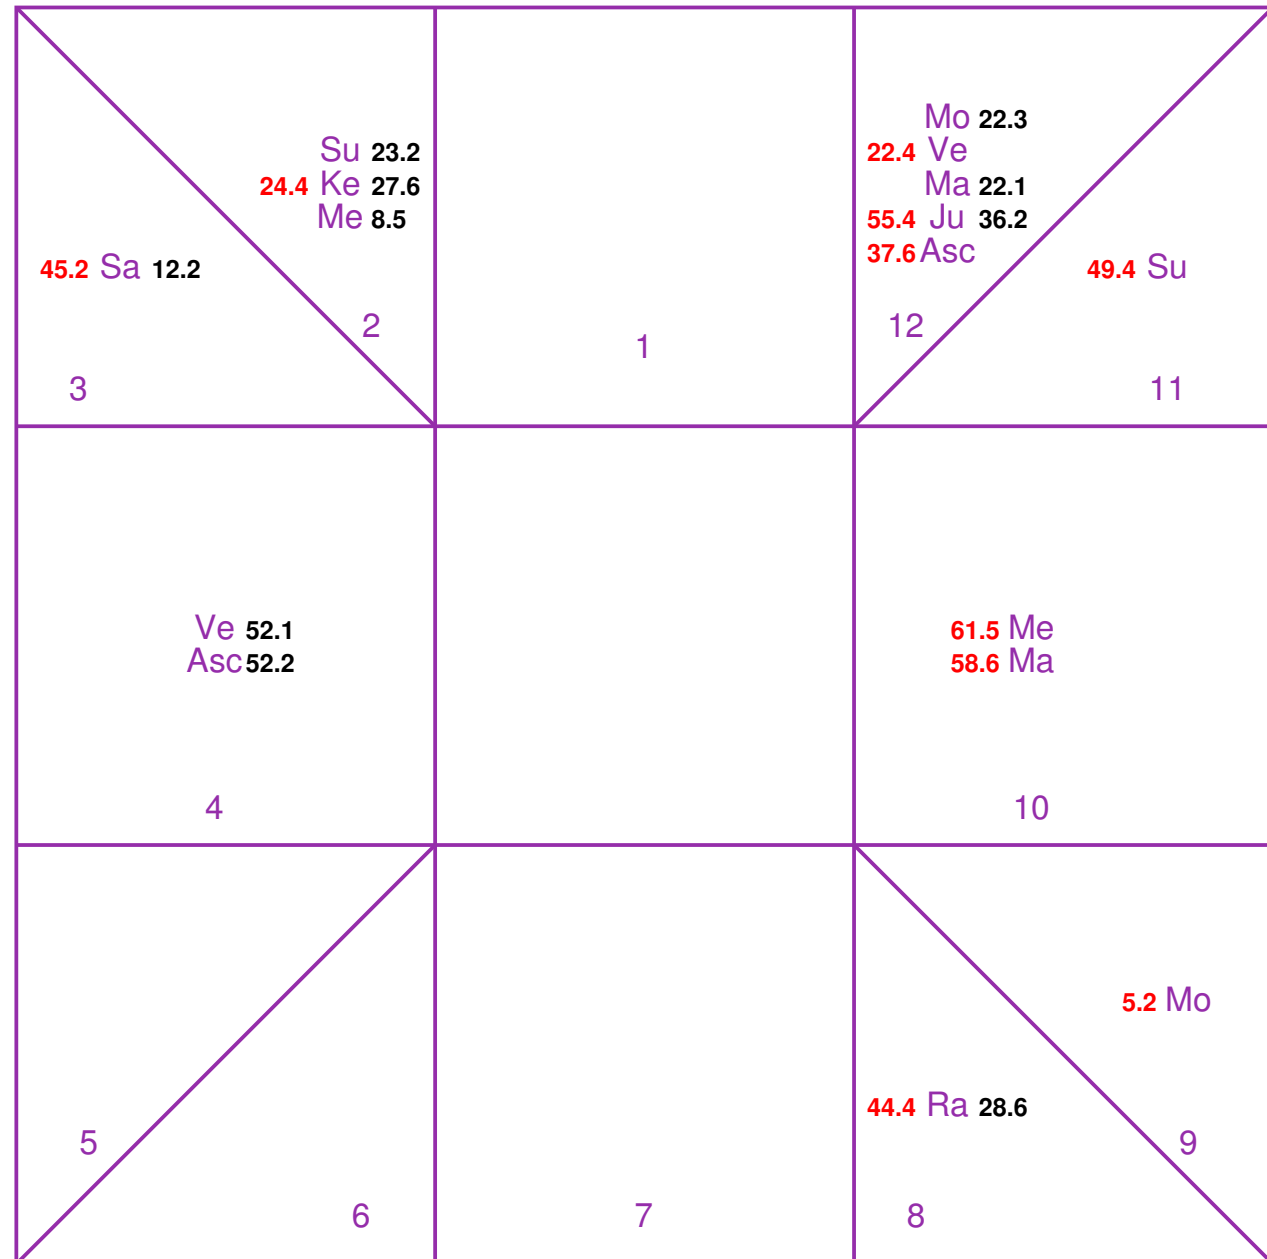 Su 23.2
24.4 Ke 27.6
Me 8.5
2
45.2 Sa 12.2
3
1
Mo 22.3
22.4 Ve
Ma 22.1
55.4 Ju 36.2
37.6 Asc
12
49.4 Su
11
Ve 52.1
Asc 52.2
4
61.5 Me
58.6 Ma
10
5
6
7
44.4 Ra 28.6
8
5.2 Mo
9